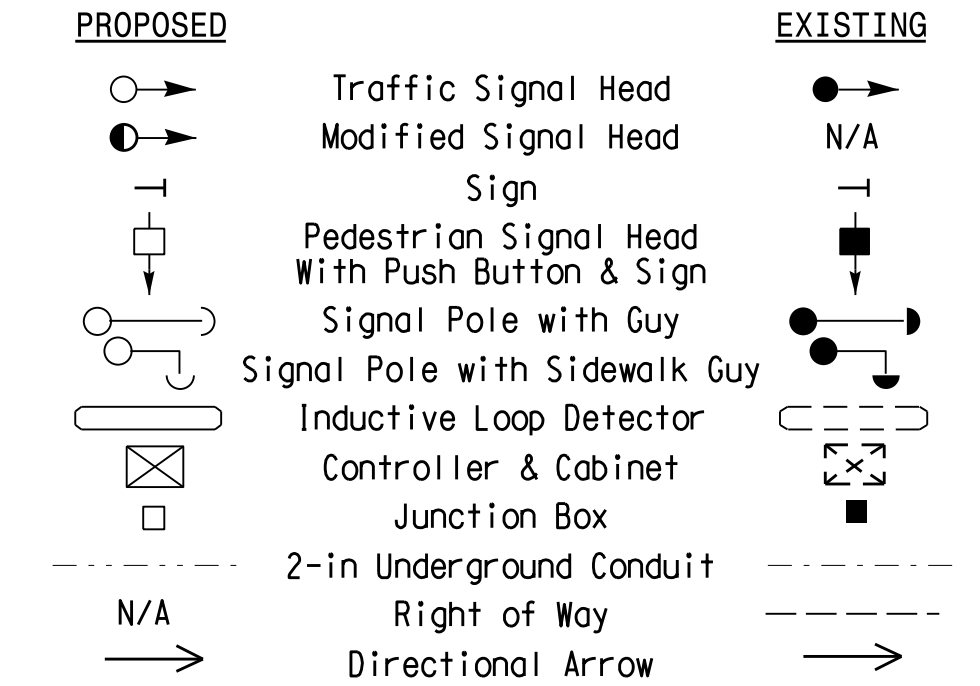 PROPOSED EXISTING
Traffic Signal Head
Modified Signal Head N/A
Sign
Pedestrian Signal Head
With Push Button & Sign
Signal Pole with Guy
Signal Pole with Sidewalk Guy
Inductive Loop Detector
Controller & Cabinet
Junction Box
2-in Underground Conduit
N/A Right of Way
Directional Arrow